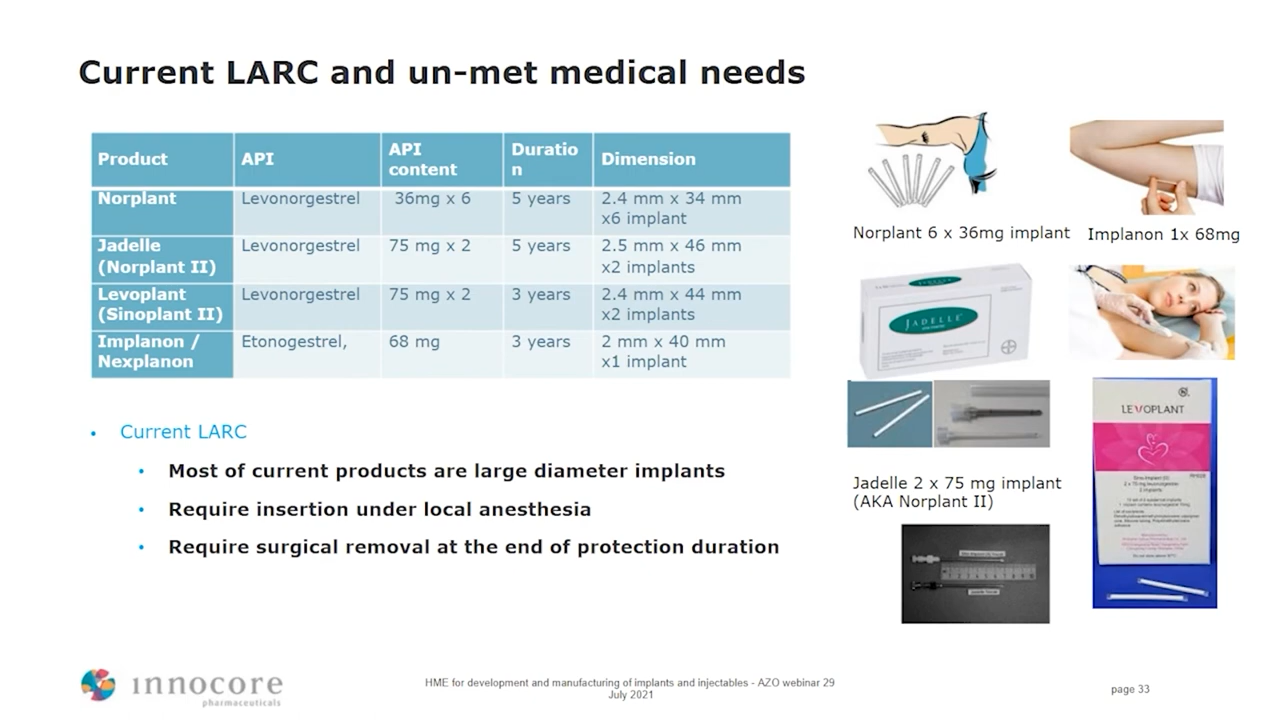 Current LARC and un-met medical needs
Product API API content Duratio n Dimension
Norplant Levonorgestrel 36mg x 6 5 years 2.4 mm x 34 mm x6 implant
Jadelle (Norplant II) Levonorgestrel 75 mg x 2 5 years 2.5 mm x 46 mm x2 implants
Levoplant (Sinoplant II) Levonorgestrel 75 mg x 2 3 years 2.4 mm x 44 mm x2 implants
Implanon / Nexplanon Etonogestrel, 68 mg 3 years 2 mm x 40 mm x1 implant
• Current LARC
• Most of current products are large diameter implants
• Require insertion under local anesthesia
• Require surgical removal at the end of protection duration
Norplant 6 x 36mg implant
Implanon 1x 68mg
JADELLE
Jadelle 2 x 75 mg implant
(AKA Norplant II)
LEVOPLANT
innocore
pharmaceuticals
HME for development and manufacturing of implants and injectables - AZO webinar 29
July 2021
page 33